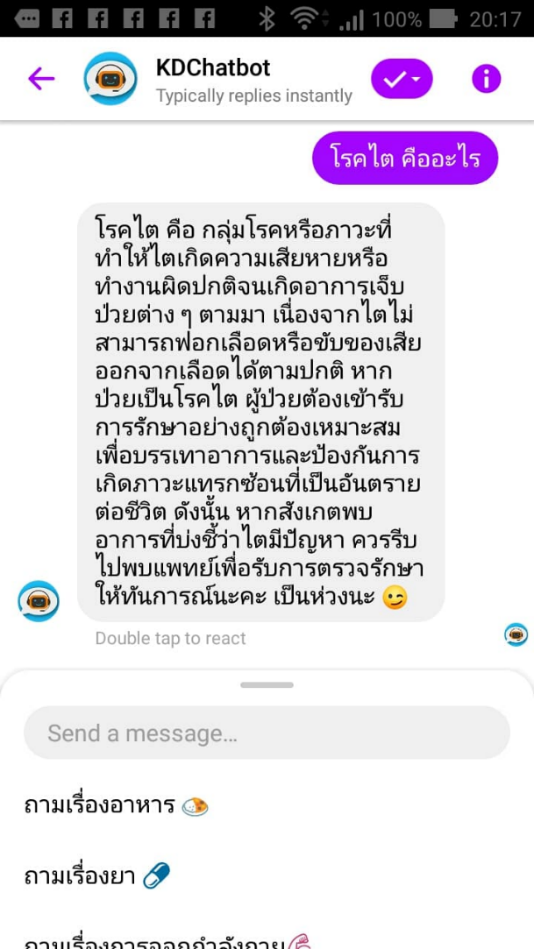 100% 20:17
KDChatbot
Typically replies instantly
โรคไต คืออะไร
โรคไต คือ กลุ่มโรคหรือภาวะที่
ทำให้ไตเกิดความเสียหายหรือ
ทำงานผิดปกติจนเกิดอาการเจ็บ
ป่วยต่าง ๆ ตามมา เนื่องจากไตไม่
สามารถฟอกเลือดหรือขับของเสีย
ออกจากเลือดได้ตามปกติ หาก
ป่วยเป็นโรคไต ผู้ป่วยต้องเข้ารับ
การรักษาอย่างถูกต้องเหมาะสม
เพื่อบรรเทาอาการและป้องกันการ
เกิดภาวะแทรกซ้อนที่เป็นอันตราย
ต่อชีวิต ดังนั้น หากสังเกตพบ
อาการที่บ่งชี้ว่าไตมีปัญหา ควรรีบ
ไปพบแพทย์เพื่อรับการตรวจรักษา
ให้ทันการณ์นะคะ เป็นห่วงนะ 😉
Double tap to react
Send a message...
ถามเรื่องอาหาร 🍛
ถามเรื่องยา 💊
ถามเรื่องการออกกำลังกาย💪